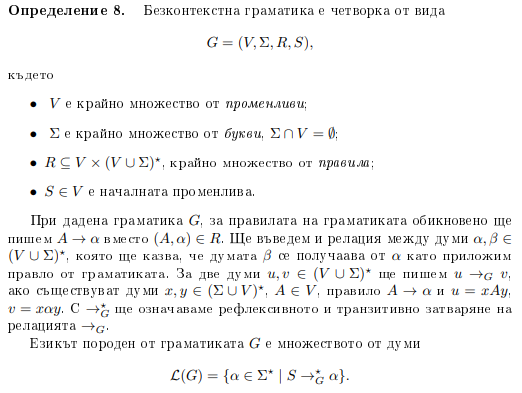 Определение 8. Безконтекстна граматика е четворка от вида
G = (V, Σ, R, S),
където
• V е крайно множество от променливи;
• Σ е крайно множество от букви, Σ ∩ V = ∅;
• R ⊆ V × (V ∪ Σ)*, крайно множество от правила;
• S ∈ V е началната променлива.
При дадена граматика G, за правилата на граматиката обикновено ще
пишем A → α вместо (A, α) ∈ R. Ще въведем и релация между думи α, β ∈
(V ∪ Σ)*, която ще казва, че думата β се получаава от α като приложим
правло от граматиката. За две думи u, v ∈ (V ∪ Σ)* ще пишем u →_G v,
ако съществуват думи x, y ∈ (Σ ∪ V)*, A ∈ V, правило A → α и u = xAy,
v = xαy. С →*_G ще означаваме рефлексивното и транзитивно затваряне на
релацията →_G.
Езикът породен от граматиката G е множеството от думи
ℒ(G) = {α ∈ Σ* | S →*_G α}.